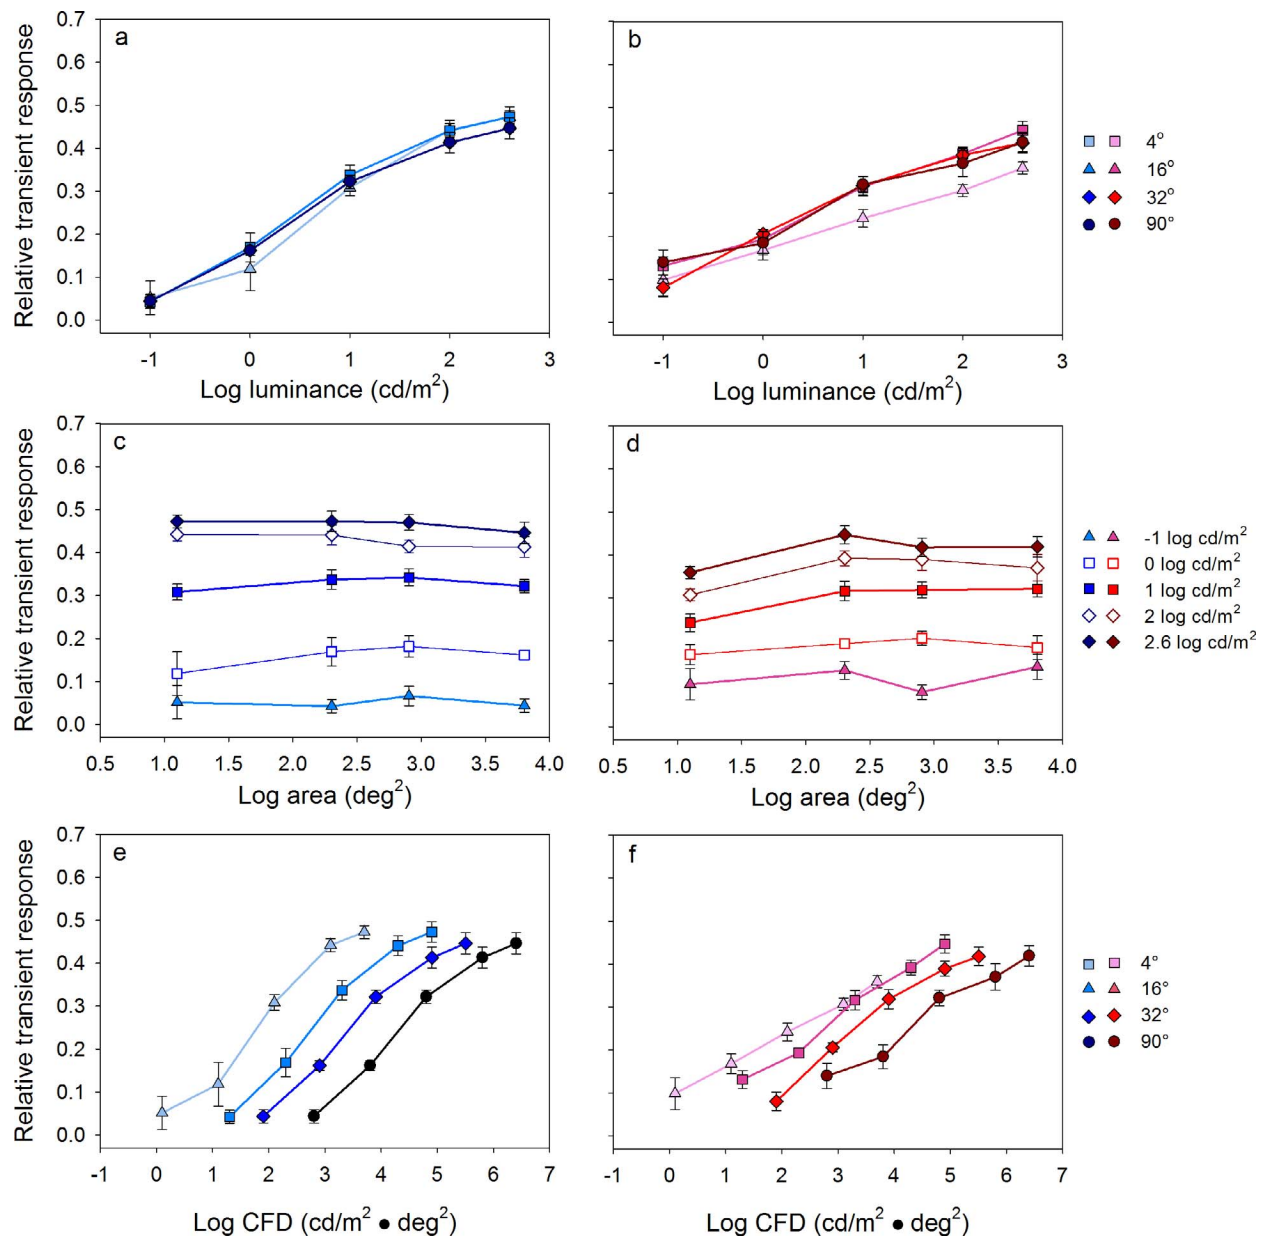 a
b
0.7
0.6
0.5
0.4
0.3
0.2
0.1
0.0
Relative transient response
-1 0 1 2 3
Log luminance (cd/m²)
-1 0 1 2 3
Log luminance (cd/m²)
4°
16°
32°
90°
c
d
0.7
0.6
0.5
0.4
0.3
0.2
0.1
0.0
Relative transient response
0.5 1.0 1.5 2.0 2.5 3.0 3.5 4.0
Log area (deg²)
0.5 1.0 1.5 2.0 2.5 3.0 3.5 4.0
Log area (deg²)
-1 log cd/m²
0 log cd/m²
1 log cd/m²
2 log cd/m²
2.6 log cd/m²
e
f
0.7
0.6
0.5
0.4
0.3
0.2
0.1
0.0
Relative transient response
-1 0 1 2 3 4 5 6 7
Log CFD (cd/m² ● deg²)
-1 0 1 2 3 4 5 6 7
Log CFD (cd/m² ● deg²)
4°
16°
32°
90°